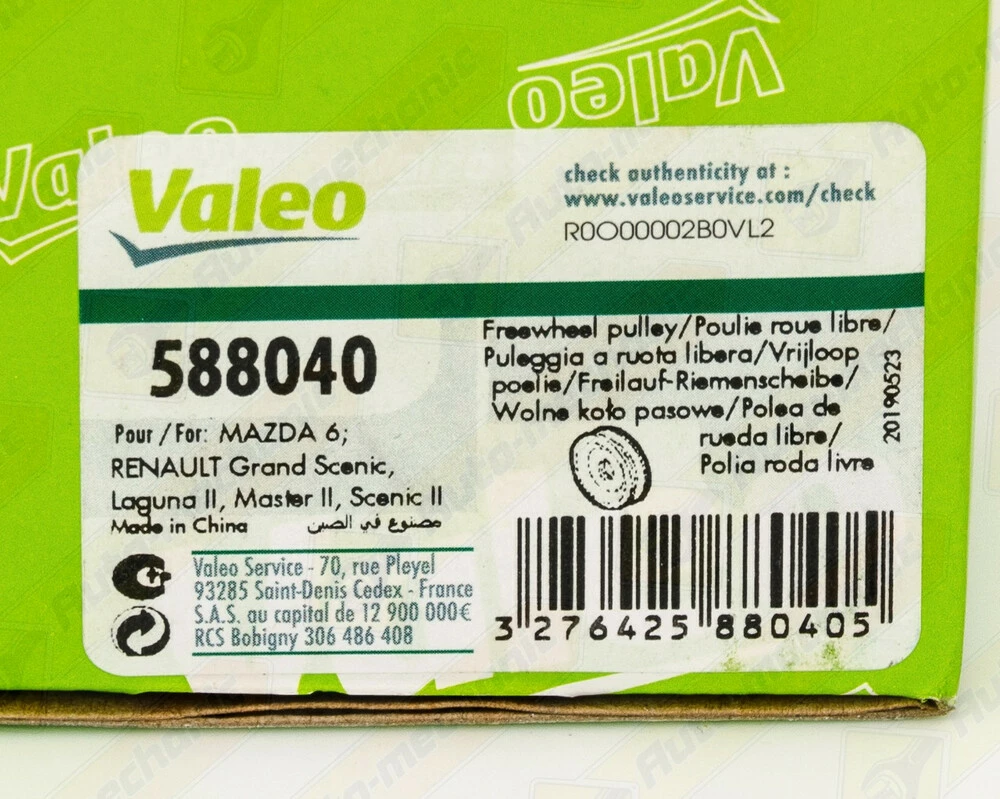 Valeo
Valeo
Valeo
check authenticity at :
www.valeoservice.com/check
R0O00002B0VL2
588040
Pour / For: MAZDA 6;
RENAULT Grand Scenic,
Laguna II, Master II, Scenic II
Made in China مصنوع في الصين
Freewheel pulley/Poulie roue libre/
Puleggia a ruota libera/Vrijloop
poelie/Freilauf-Riemenscheibe/
Wolne koło pasowe/Polea de
rueda libre/
Polia roda livre
20190523
Valeo Service - 70, rue Pleyel
93285 Saint-Denis Cedex - France
S.A.S. au capital de 12 900 000€
RCS Bobigny 306 486 408
3 276425 880405
Auto-mechanic